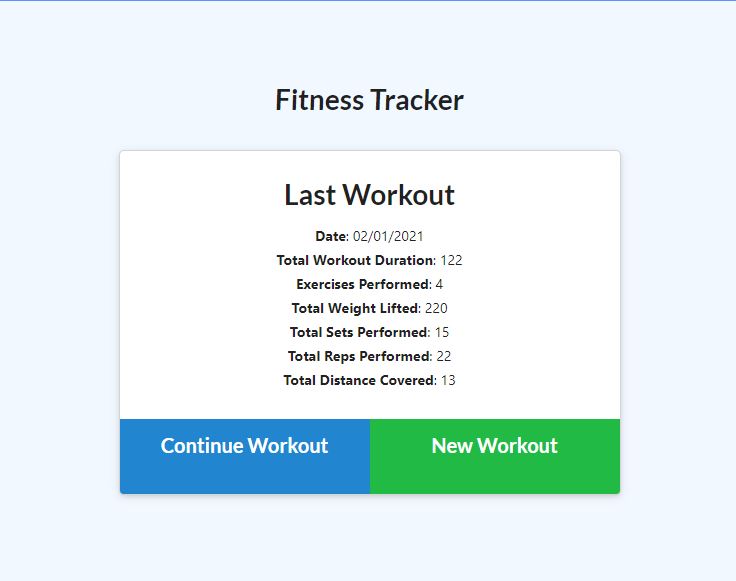 Fitness Tracker
Last Workout
Date: 02/01/2021
Total Workout Duration: 122
Exercises Performed: 4
Total Weight Lifted: 220
Total Sets Performed: 15
Total Reps Performed: 22
Total Distance Covered: 13
Continue Workout
New Workout